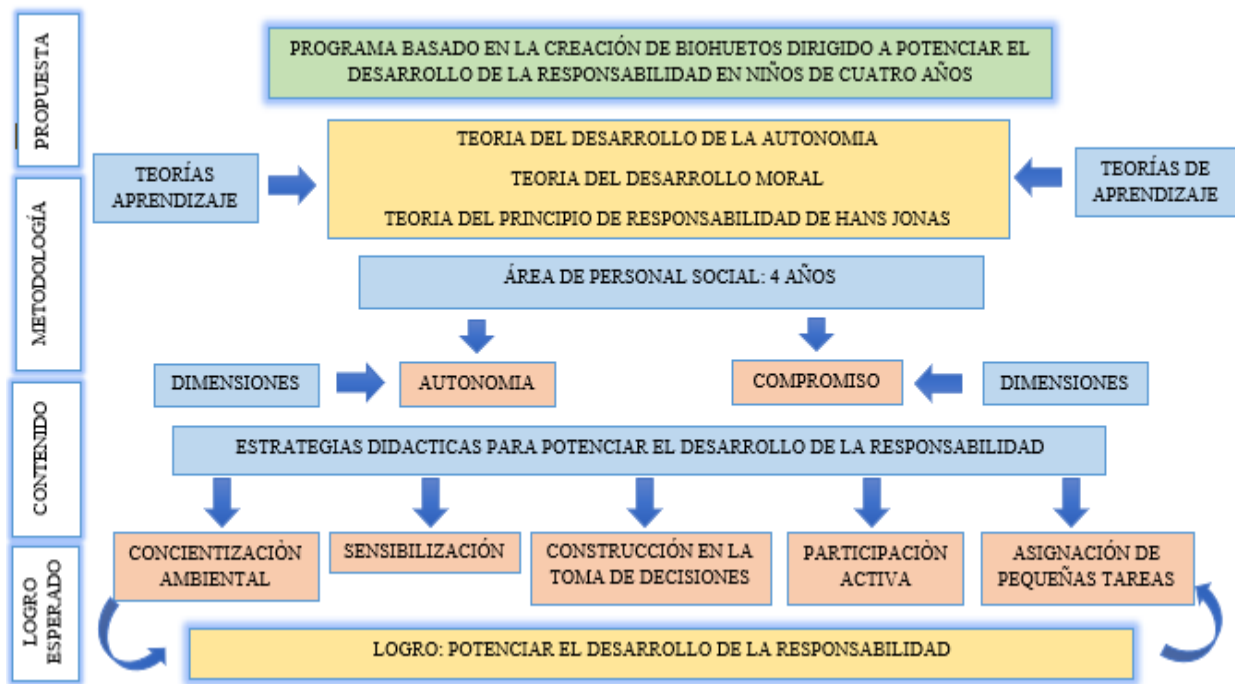 PROPUESTA
PROGRAMA BASADO EN LA CREACIÓN DE BIOHUETOS DIRIGIDO A POTENCIAR EL
DESARROLLO DE LA RESPONSABILIDAD EN NIÑOS DE CUATRO AÑOS
TEORIA DEL DESARROLLO DE LA AUTONOMIA
TEORIA DEL DESARROLLO MORAL
TEORIA DEL PRINCIPIO DE RESPONSABILIDAD DE HANS JONAS
TEORÍAS
APRENDIZAJE
TEORÍAS DE
APRENDIZAJE
METODOLOGÍA
ÁREA DE PERSONAL SOCIAL: 4 AÑOS
DIMENSIONES
AUTONOMIA
COMPROMISO
DIMENSIONES
CONTENIDO
ESTRATEGIAS DIDACTICAS PARA POTENCIAR EL DESARROLLO DE LA RESPONSABILIDAD
CONCIENTIZACIÒN
AMBIENTAL
SENSIBILIZACIÓN
CONSTRUCCIÓN EN LA
TOMA DE DECISIONES
PARTICIPACIÒN
ACTIVA
ASIGNACIÓN DE
PEQUEÑAS TAREAS
LOGRO
ESPERADO
LOGRO: POTENCIAR EL DESARROLLO DE LA RESPONSABILIDAD